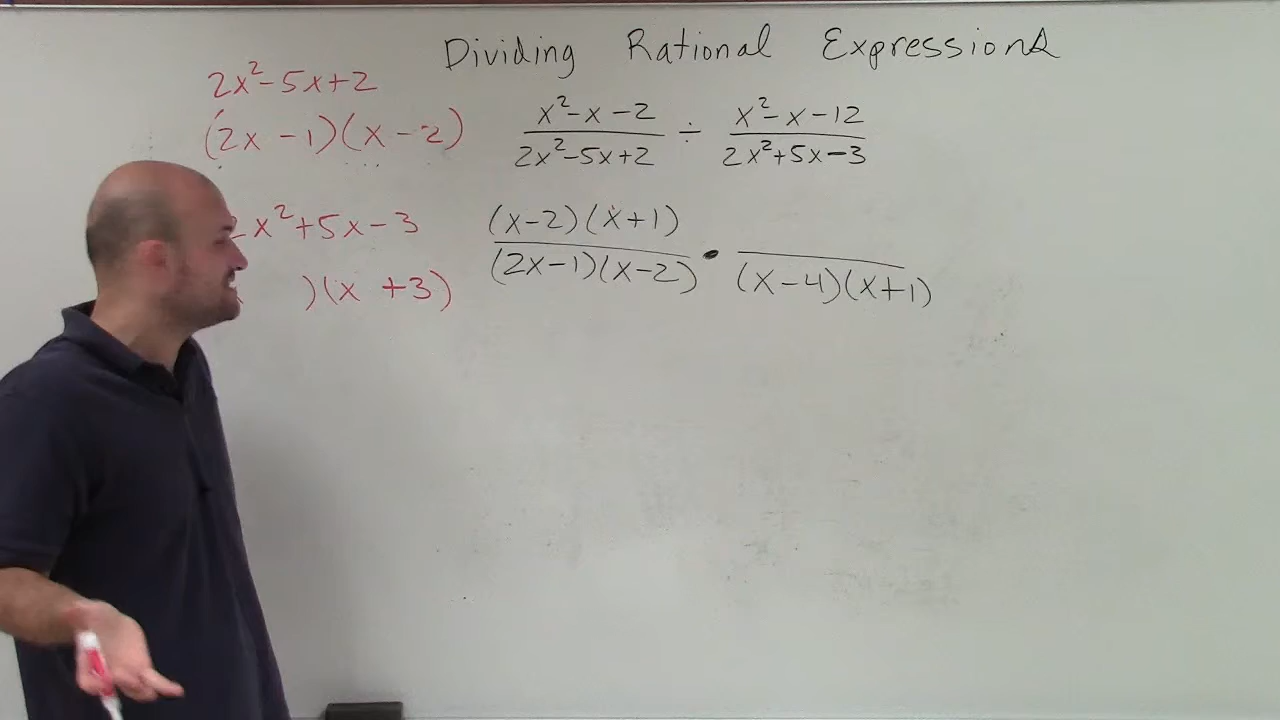 Dividing Rational Expressions
2x²-5x+2
(2x -1)(x -2)
x²-x-2 / 2x²-5x+2 ÷ x²-x-12 / 2x²+5x-3
2x²+5x-3
)(x +3)
(x-2)(x+1) / (2x-1)(x-2) • / (x-4)(x+1)